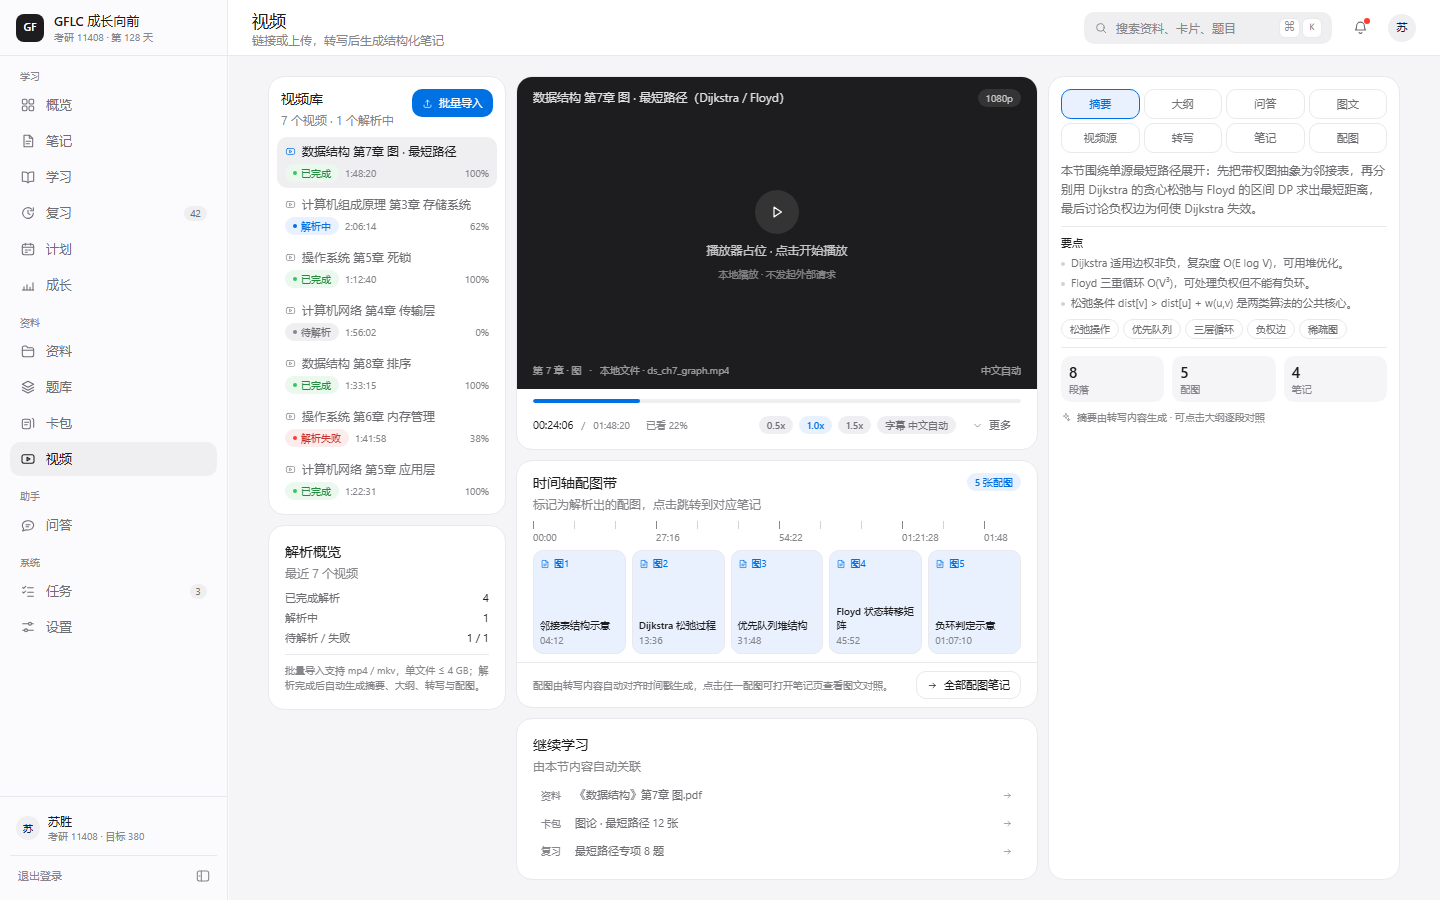 GF
GFLC 成长向前
考研 11408 · 第 128 天
学习
概览
笔记
学习
复习
42
计划
成长
资料
资料
题库
卡包
视频
助手
问答
系统
任务
3
设置
苏
苏胜
考研 11408 · 目标 380
退出登录
视频
链接或上传，转写后生成结构化笔记
搜索资料、卡片、题目
⌘
K
苏
视频库
7 个视频 · 1 个解析中
批量导入
数据结构 第7章 图 · 最短路径
已完成
1:48:20
100%
计算机组成原理 第3章 存储系统
解析中
2:06:14
62%
操作系统 第5章 死锁
已完成
1:12:40
100%
计算机网络 第4章 传输层
待解析
1:56:02
0%
数据结构 第8章 排序
已完成
1:33:15
100%
操作系统 第6章 内存管理
解析失败
1:41:58
38%
计算机网络 第5章 应用层
已完成
1:22:31
100%
解析概览
最近 7 个视频
已完成解析
4
解析中
1
待解析 / 失败
1 / 1
批量导入支持 mp4 / mkv，单文件 ≤ 4 GB；解
析完成后自动生成摘要、大纲、转写与配图。
数据结构 第7章 图 · 最短路径（Dijkstra / Floyd）
1080p
播放器占位 · 点击开始播放
本地播放 · 不发起外部请求
第 7 章 · 图 · 本地文件 · ds_ch7_graph.mp4
中文自动
00:24:06 / 01:48:20 已看 22%
0.5x
1.0x
1.5x
字幕 中文自动
更多
时间轴配图带
5 张配图
标记为解析出的配图，点击跳转到对应笔记
00:00
27:16
54:22
01:21:28
01:48
图1
邻接表结构示意
04:12
图2
Dijkstra 松弛过程
13:36
图3
优先队列堆结构
31:48
图4
Floyd 状态转移矩
阵
45:52
图5
负环判定示意
01:07:10
配图由转写内容自动对齐时间戳生成，点击任一配图可打开笔记页查看图文对照。
全部配图笔记
继续学习
由本节内容自动关联
资料
《数据结构》第7章 图.pdf
卡包
图论 · 最短路径 12 张
复习
最短路径专项 8 题
摘要
大纲
问答
图文
视频源
转写
笔记
配图
本节围绕单源最短路径展开：先把带权图抽象为邻接表，再分
别用 Dijkstra 的贪心松弛与 Floyd 的区间 DP 求出最短距离，
最后讨论负权边为何使 Dijkstra 失效。
要点
Dijkstra 适用边权非负，复杂度 O(E log V)，可用堆优化。
Floyd 三重循环 O(V³)，可处理负权但不能有负环。
松弛条件 dist[v] > dist[u] + w(u,v) 是两类算法的公共核心。
松弛操作
优先队列
三层循环
负权边
稀疏图
8
段落
5
配图
4
笔记
摘要由转写内容生成 · 可点击大纲逐段对照